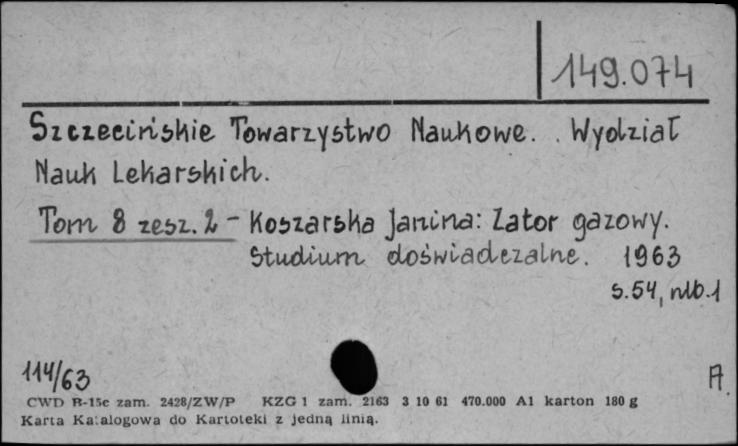 149.074
Szczecińskie Towarzystwo Naukowe. . Wydział
Nauk Lekarskich.
Tom 8 zesz. 2 - Koszarska Janina: Zator gazowy.
Studium doświadczalne. 1963
s.54, nlb.1
114/63
A.
CWD B-15c zam. 2428/ZW/P KZG 1 zam. 2163 3 10 61 470.000 A1 karton 180 g
Karta Katalogowa do Kartoteki z jedną linią.